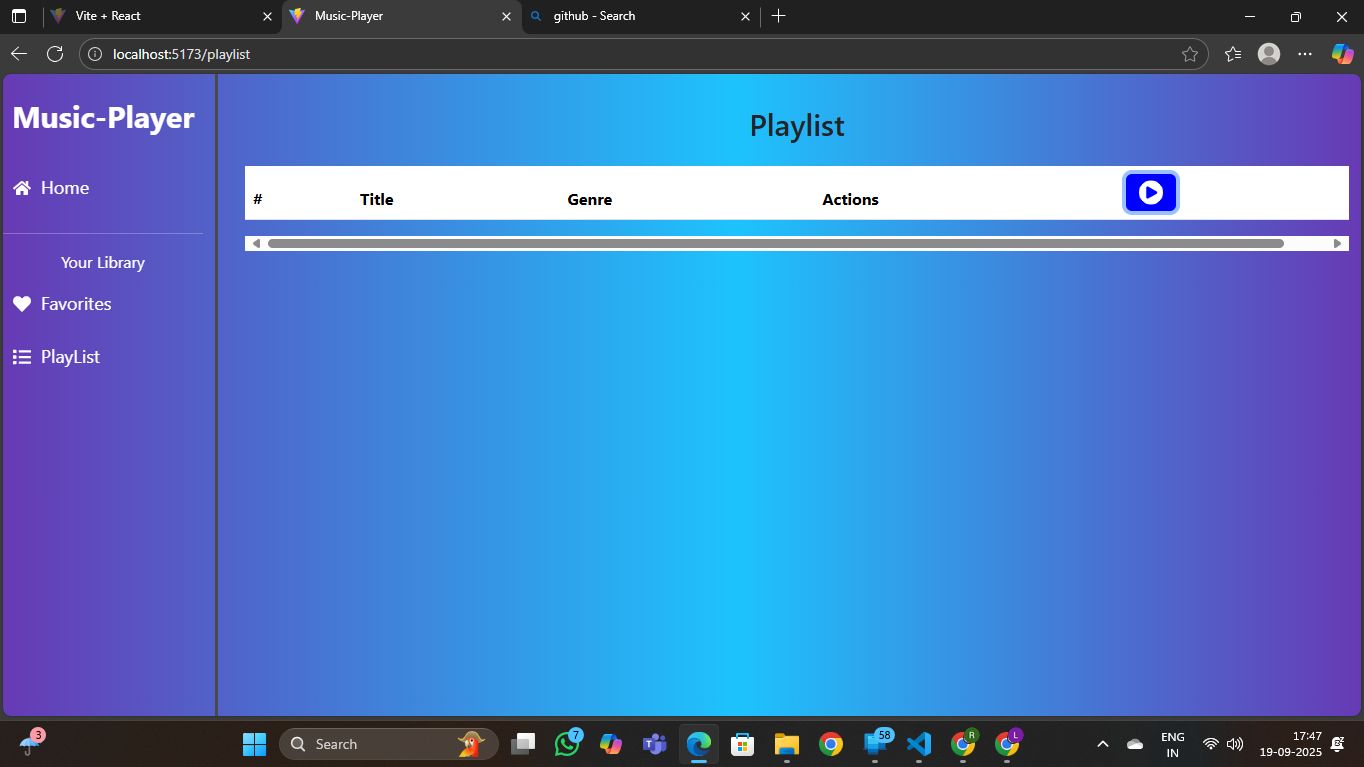 Vite + React
Music-Player
github - Search
localhost:5173/playlist
Music-Player
Home
Your Library
Favorites
PlayList
Playlist
# Title Genre Actions
3
Search
7
58
R
L
ENG
IN
17:47
19-09-2025